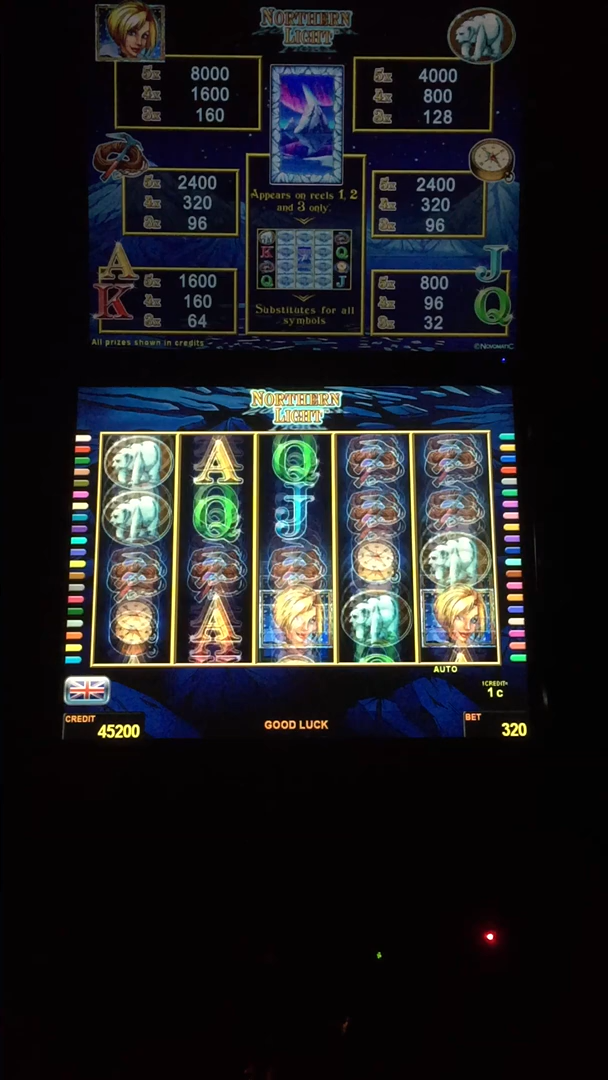 NORTHERN
LIGHT
5x 8000
4x 1600
3x 160
5x 4000
4x 800
3x 128
5x 2400
4x 320
3x 96
Appears on reels 1, 2
and 3 only.
5x 2400
4x 320
3x 96
A
K
5x 1600
4x 160
3x 64
K
Q
Q
J
Substitutes for all
symbols
J
Q
5x 800
4x 96
3x 32
All prizes shown in credits
©NOVOMATIC
NORTHERN
LIGHT
A Q
Q J
A
AUTO
1CREDIT=
1 c
CREDIT
45200
GOOD LUCK
BET
320